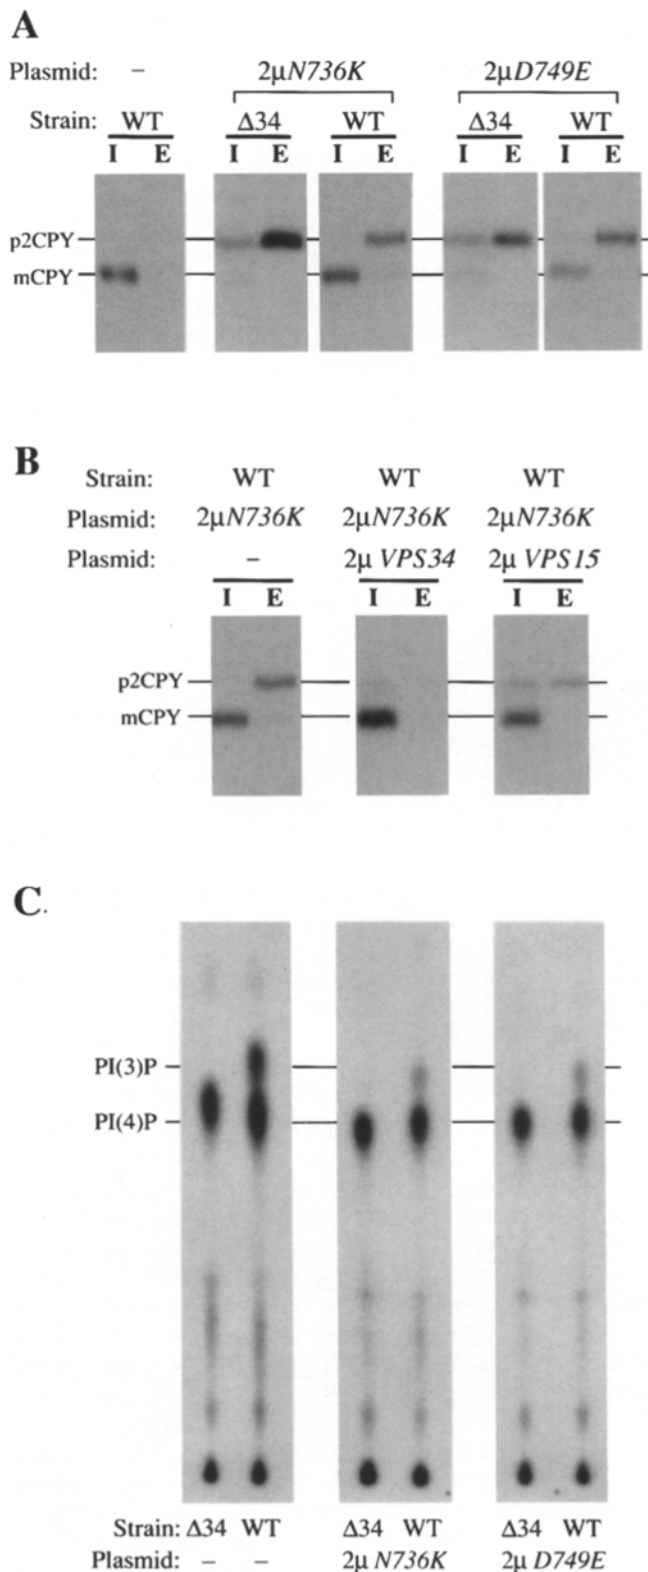 A
Plasmid: – 2μN736K 2μD749E
Strain: WT Δ34 WT Δ34 WT
I E I E I E I E I E
p2CPY
mCPY
B
Strain: WT WT WT
Plasmid: 2μN736K 2μN736K 2μN736K
Plasmid: – 2μ VPS34 2μ VPS15
I E I E I E
p2CPY
mCPY
C.
PI(3)P
PI(4)P
Strain: Δ34 WT Δ34 WT Δ34 WT
Plasmid: – – 2μ N736K 2μ D749E